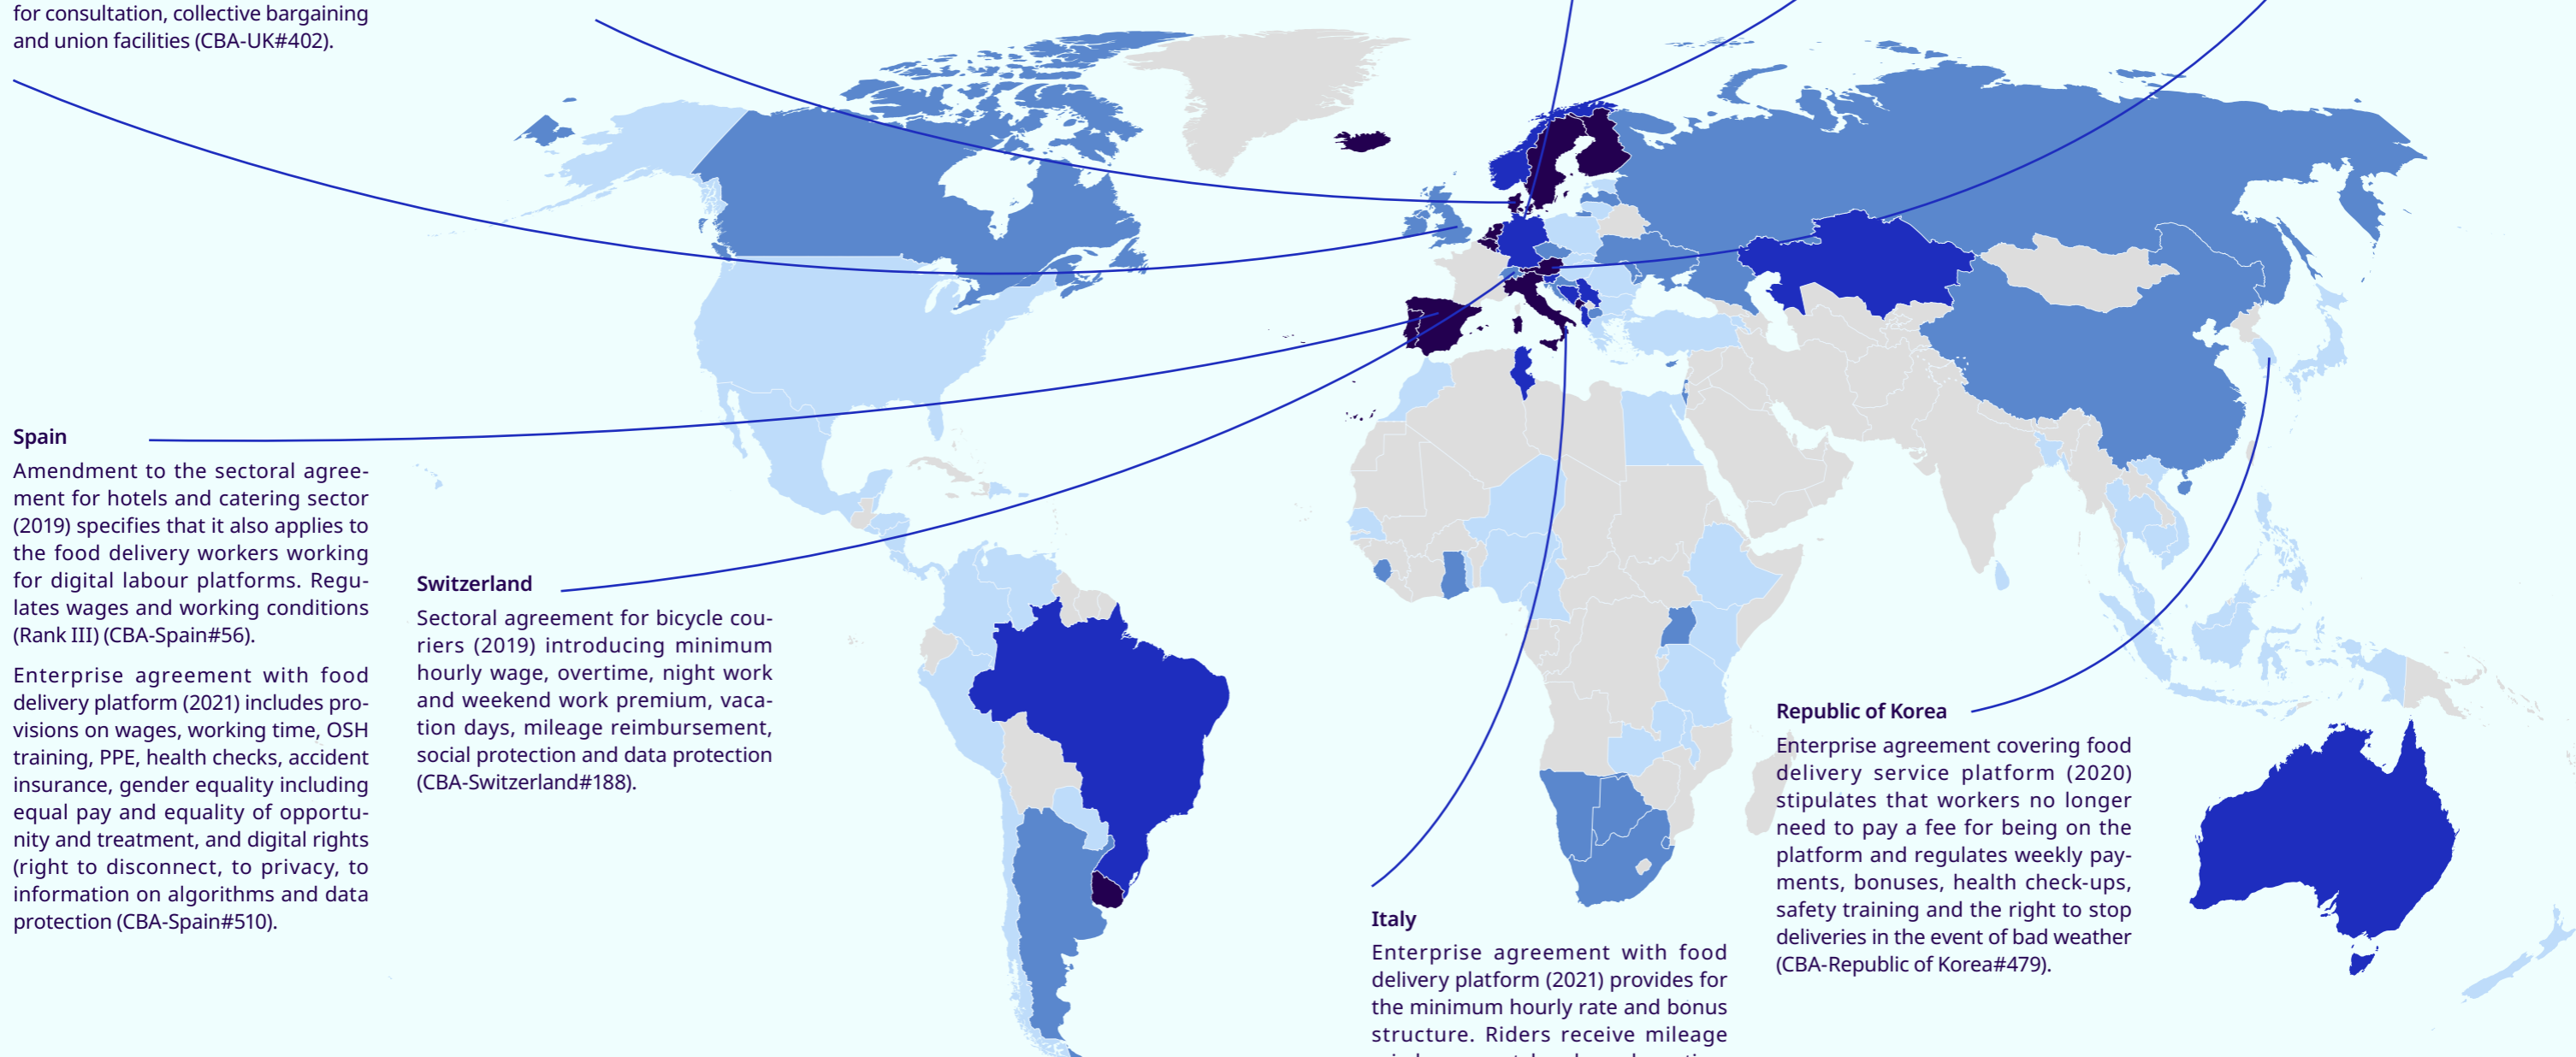 for consultation, collective bargaining
and union facilities (CBA-UK#402).
Spain
Amendment to the sectoral agree-
ment for hotels and catering sector
(2019) specifies that it also applies to
the food delivery workers working
for digital labour platforms. Regu-
lates wages and working conditions
(Rank III) (CBA-Spain#56).
Enterprise agreement with food
delivery platform (2021) includes pro-
visions on wages, working time, OSH
training, PPE, health checks, accident
insurance, gender equality including
equal pay and equality of opportu-
nity and treatment, and digital rights
(right to disconnect, to privacy, to
information on algorithms and data
protection (CBA-Spain#510).
Switzerland
Sectoral agreement for bicycle cou-
riers (2019) introducing minimum
hourly wage, overtime, night work
and weekend work premium, vaca-
tion days, mileage reimbursement,
social protection and data protection
(CBA-Switzerland#188).
Italy
Enterprise agreement with food
delivery platform (2021) provides for
the minimum hourly rate and bonus
structure. Riders receive mileage
Republic of Korea
Enterprise agreement covering food
delivery service platform (2020)
stipulates that workers no longer
need to pay a fee for being on the
platform and regulates weekly pay-
ments, bonuses, health check-ups,
safety training and the right to stop
deliveries in the event of bad weather
(CBA-Republic of Korea#479).